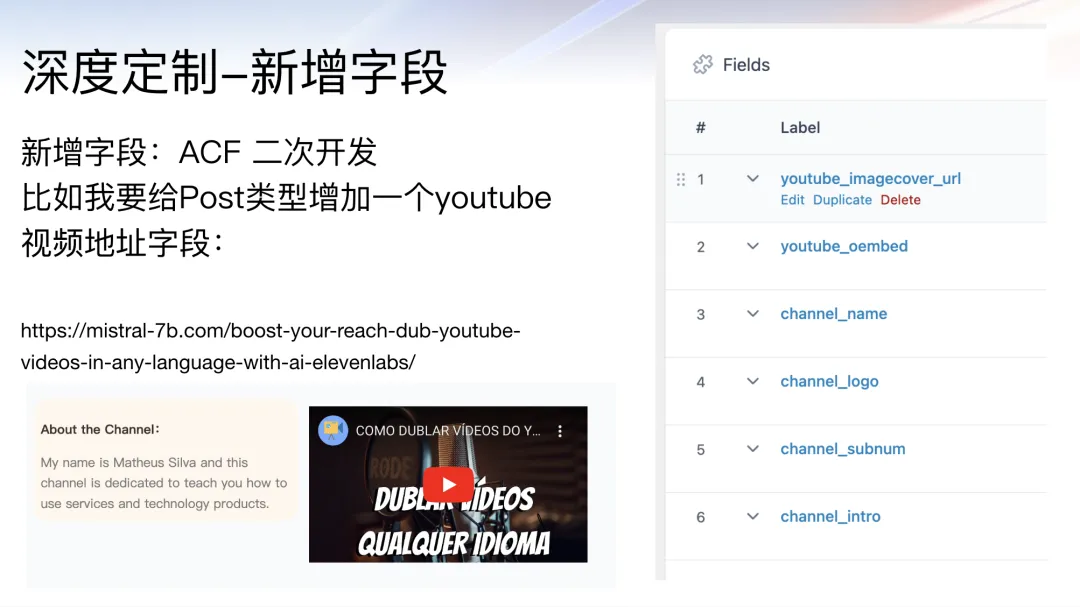 深度定制–新增字段
新增字段：ACF 二次开发
比如我要给Post类型增加一个youtube
视频地址字段：
https://mistral-7b.com/boost-your-reach-dub-youtube-
videos-in-any-language-with-ai-elevenlabs/
About the Channel：
My name is Matheus Silva and this
channel is dedicated to teach you how to
use services and technology products.
COMO DUBLAR VÍDEOS DO Y...
RØDE
DUBLAR VÍDEOS
QUALQUER IDIOMA
Fields
# Label
1 youtube_imagecover_url
Edit Duplicate Delete
2 youtube_oembed
3 channel_name
4 channel_logo
5 channel_subnum
6 channel_intro